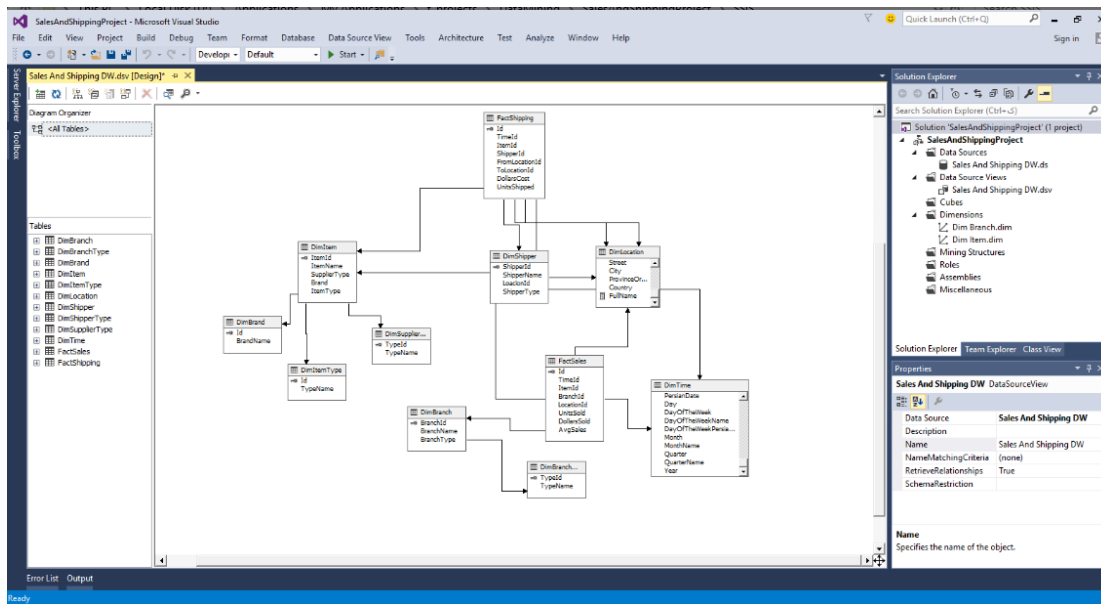 SalesAndShippingProject - Microsoft Visual Studio
Quick Launch (Ctrl+Q)
File Edit View Project Build Debug Team Format Database Data Source View Tools Architecture Test Analyze Window Help
Sign in
Developi Default Start
Server Explorer
Toolbox
Sales And Shipping DW.dsv [Design]*
Diagram Organizer
<All Tables>
Tables
DimBranch
DimBranchType
DimBrand
DimItem
DimItemType
DimLocation
DimShipper
DimShipperType
DimSupplierType
DimTime
FactSales
FactShipping
FactShipping
Id
TimeId
ItemId
ShipperId
FromLocationId
ToLocationId
DollarsCost
UnitsShipped
DimItem
ItemId
ItemName
SupplierType
Brand
ItemType
DimShipper
ShipperId
ShipperName
LoacionId
ShipperType
DimLocation
Street
City
ProvinceOr...
Country
FullName
DimBrand
Id
BrandName
DimSupplier...
TypeId
TypeName
DimItemType
Id
TypeName
FactSales
Id
TimeId
ItemId
BranchId
LocationId
UnitsSold
DollersSold
AvgSales
DimTime
PersianDate
Day
DayOfTheWeek
DayOfTheWeekName
DayOfTheWeekPersia...
Month
MonthName
Quarter
QuarterName
Year
DimBranch
BranchId
BranchName
BranchType
DimBranch...
TypeId
TypeName
Solution Explorer
Search Solution Explorer (Ctrl+ك)
Solution 'SalesAndShippingProject' (1 project)
SalesAndShippingProject
Data Sources
Sales And Shipping DW.ds
Data Source Views
Sales And Shipping DW.dsv
Cubes
Dimensions
Dim Branch.dim
Dim Item.dim
Mining Structures
Roles
Assemblies
Miscellaneous
Solution Explorer Team Explorer Class View
Properties
Sales And Shipping DW DataSourceView
Data Source Sales And Shipping DW
Description
Name Sales And Shipping DW
NameMatchingCriteria (none)
RetrieveRelationships True
SchemaRestriction
Name
Specifies the name of the object.
Error List Output
Ready